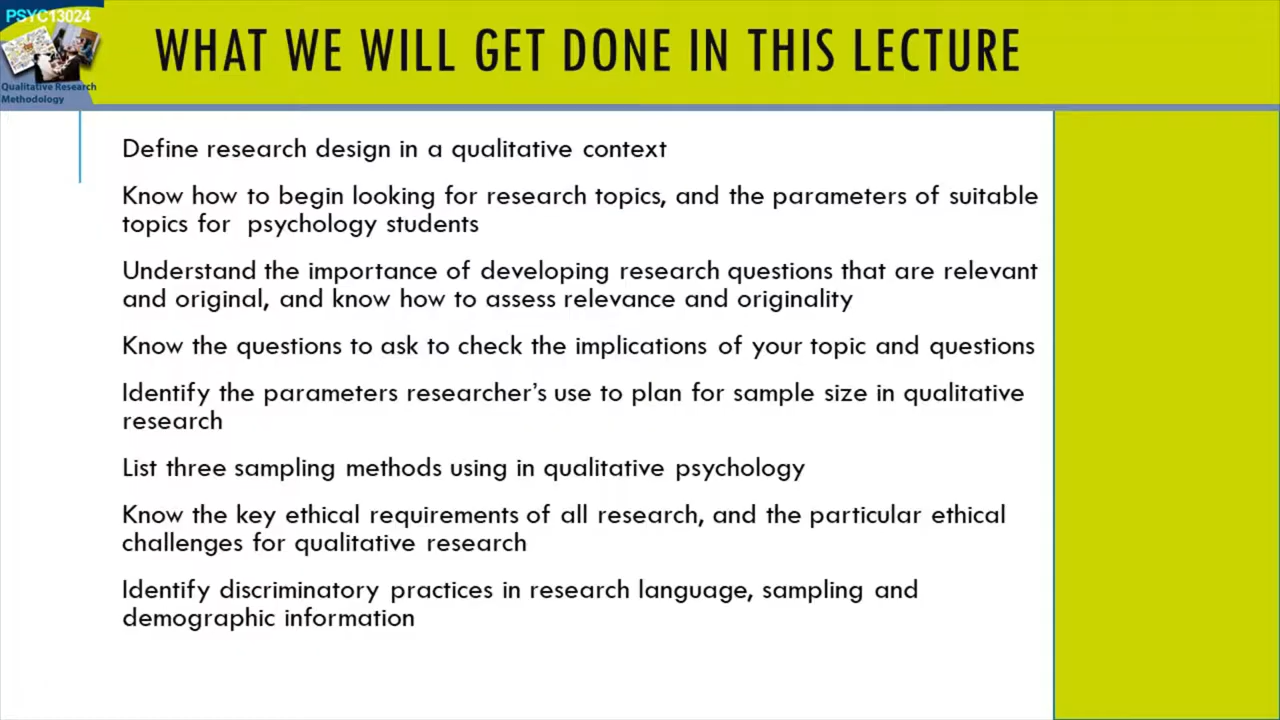 PSYC13024
Qualitative Research
Methodology
WHAT WE WILL GET DONE IN THIS LECTURE
Define research design in a qualitative context
Know how to begin looking for research topics, and the parameters of suitable
topics for psychology students
Understand the importance of developing research questions that are relevant
and original, and know how to assess relevance and originality
Know the questions to ask to check the implications of your topic and questions
Identify the parameters researcher's use to plan for sample size in qualitative
research
List three sampling methods using in qualitative psychology
Know the key ethical requirements of all research, and the particular ethical
challenges for qualitative research
Identify discriminatory practices in research language, sampling and
demographic information